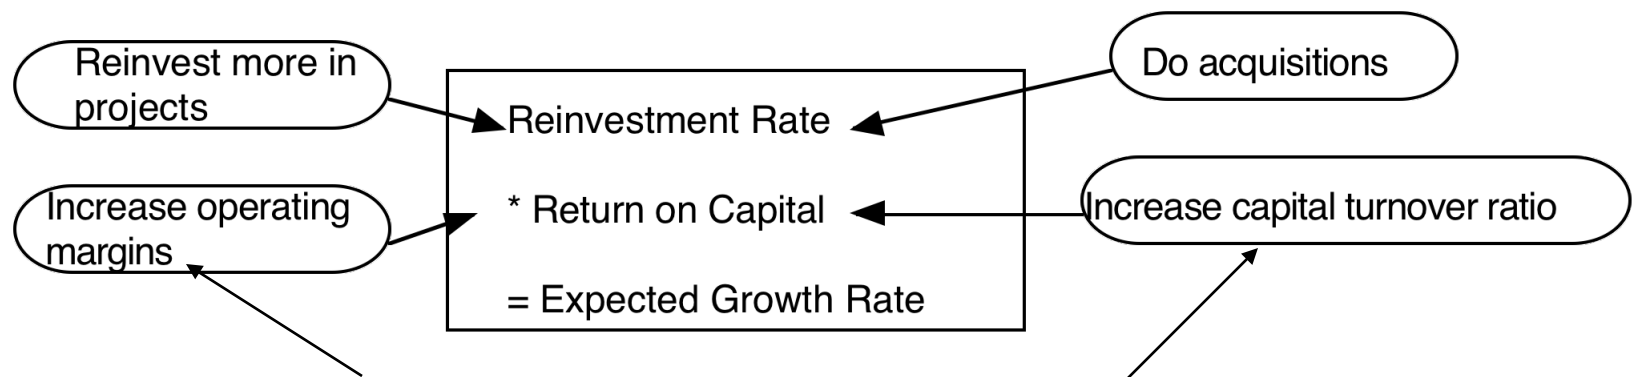 Reinvest more in
projects
Do acquisitions
Reinvestment Rate
Increase operating
margins
* Return on Capital
Increase capital turnover ratio
= Expected Growth Rate